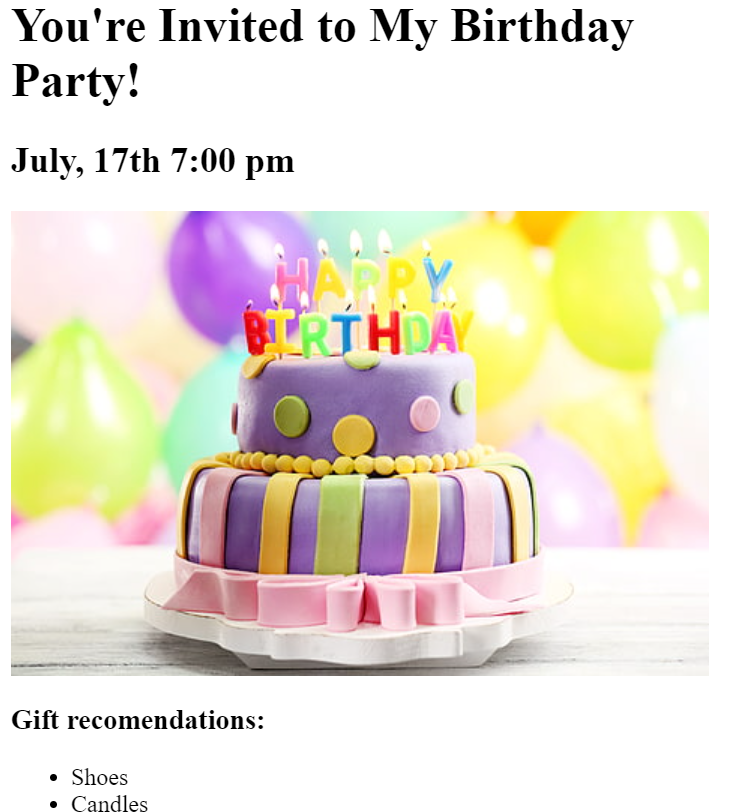 You're Invited to My Birthday
Party!
July, 17th 7:00 pm
HAPPY
BIRTHDAY
Gift recomendations:
Shoes
Candles